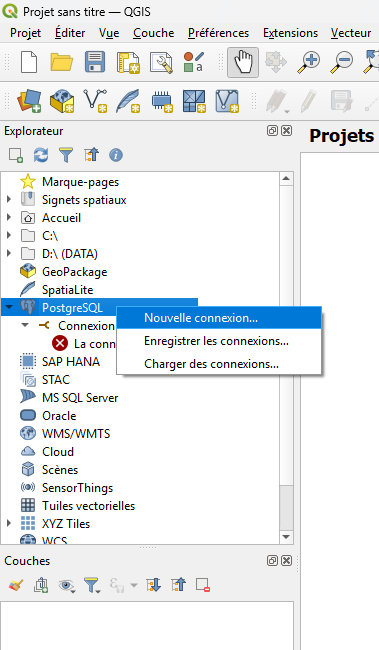 Projet sans titre — QGIS
Projet Éditer Vue Couche Préférences Extensions Vecteur
Explorateur
Projets
Marque-pages
Signets spatiaux
Accueil
C:\
D:\ (DATA)
GeoPackage
SpatiaLite
PostgreSQL
Nouvelle connexion...
Connexion
Enregistrer les connexions...
La conn
SAP HANA
Charger des connexions...
STAC
MS SQL Server
Oracle
WMS/WMTS
Cloud
Scènes
SensorThings
Tuiles vectorielles
XYZ Tiles
WCS
Couches